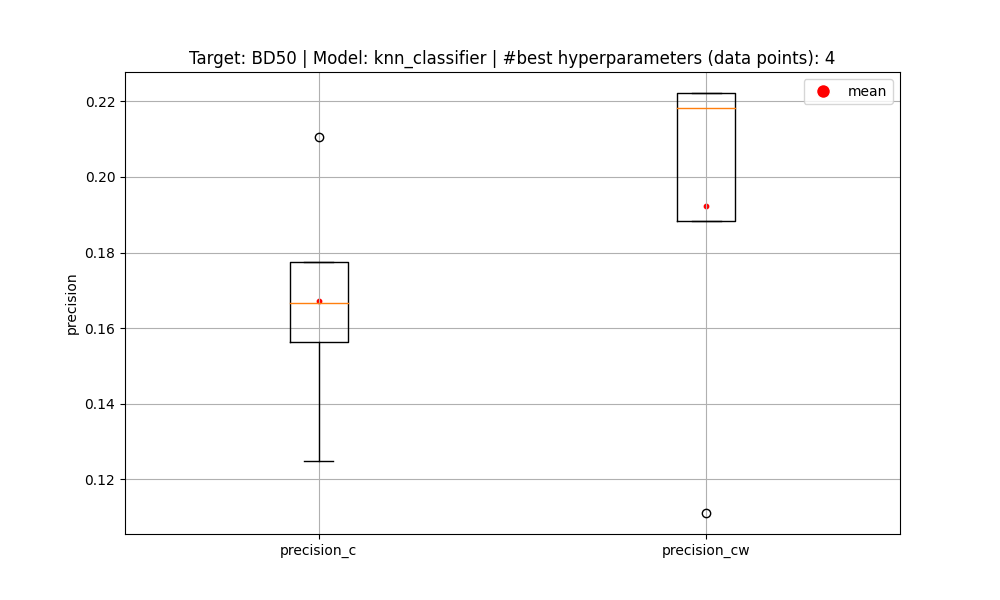 Target: BD50 | Model: knn_classifier | #best hyperparameters (data points): 4
mean
0.22
0.20
0.18
0.16
0.14
0.12
precision
precision_c
precision_cw